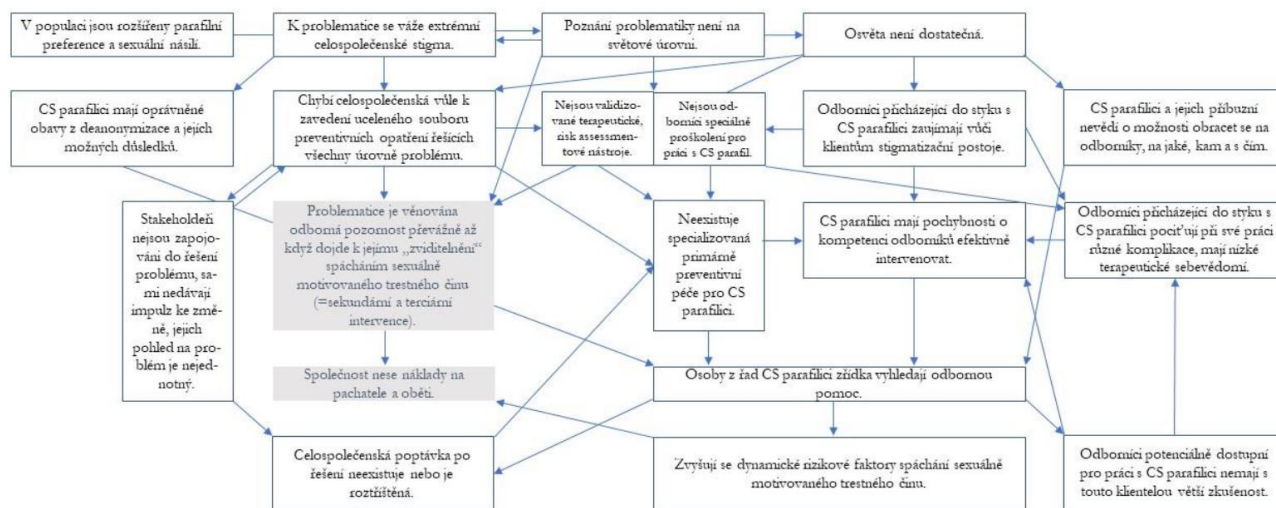 V populaci jsou rozšířeny parafilní
preference a sexuální násilí.
K problematice se váže extrémní
celospolečenské stigma.
Poznání problematiky není na
světové úrovni.
Osvěta není dostatečná.
CS parafilici mají oprávněné
obavy z deanonymizace a jejich
možných důsledků.
Chybí celospolečenská vůle k
zavedení uceleného souboru
preventivních opatření řešících
všechny úrovně problému.
Nejsou validizo-
vané terapeutické,
risk assessmen-
tové nástroje.
Nejsou od-
borníci speciálně
proškolení pro
práci s CS parafil.
Odborníci přicházející do styku s
CS parafilici zaujímají vůči
klientům stigmatizační postoje.
CS parafilici a jejich příbuzní
nevědí o možnosti obracet se na
odborníky, na jaké, kam a s čím.
Stakeholdeři
nejsou zapojo-
váni do řešení
problému, sa-
mi nedávají
impulz ke změ-
ně, jejich
pohled na pro-
blém je nejed-
notný.
Problematice je věnována
odborná pozornost převážně až
když dojde k jejímu „zviditelnění“
spácháním sexuálně
motivovaného trestného činu
(=sekundární a terciární
intervence).
Neexistuje
specializovaná
primárně
preventivní
péče pro CS
parafilici.
CS parafilici mají pochybnosti o
kompetenci odborníků efektivně
intervenovat.
Odborníci přicházející do styku s
CS parafilici pociťují při své práci
různé komplikace, mají nízké
terapeutické sebevědomí.
Společnost nese náklady na
pachatele a oběti.
Osoby z řad CS parafilici zřídka vyhledají odbornou
pomoc.
Celospolečenská poptávka po
řešení neexistuje nebo je
roztříštěná.
Zvyšují se dynamické rizikové faktory spáchání sexuálně
motivovaného trestného činu.
Odborníci potenciálně dostupní
pro práci s CS parafilici nemají s
touto klientelou větší zkušenost.